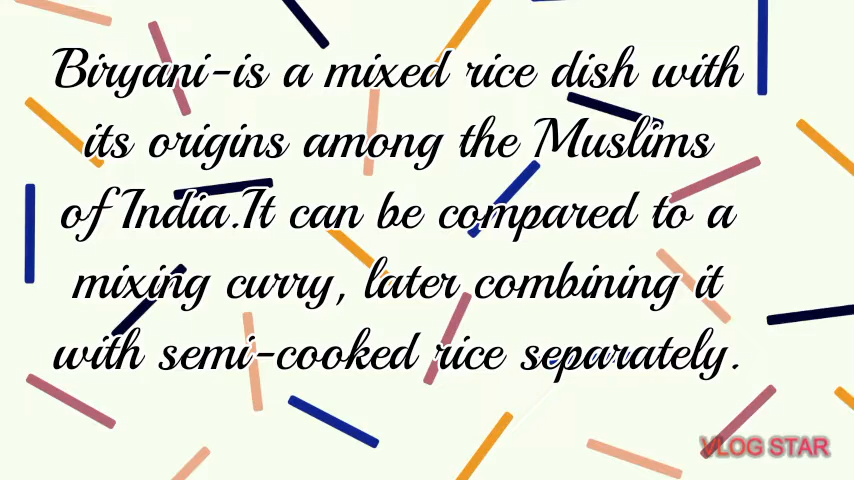 Biryani-is a mixed rice dish with
its origins among the Muslims
of India.It can be compared to a
mixing curry, later combining it
with semi-cooked rice separately.
VLOG STAR